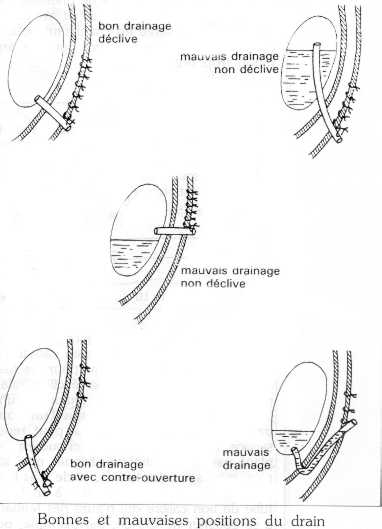 bon drainage
déclive
mauvais drainage
non déclive
mauvais drainage
non déclive
bon drainage
avec contre-ouverture
mauvais
drainage
Bonnes et mauvaises positions du drain